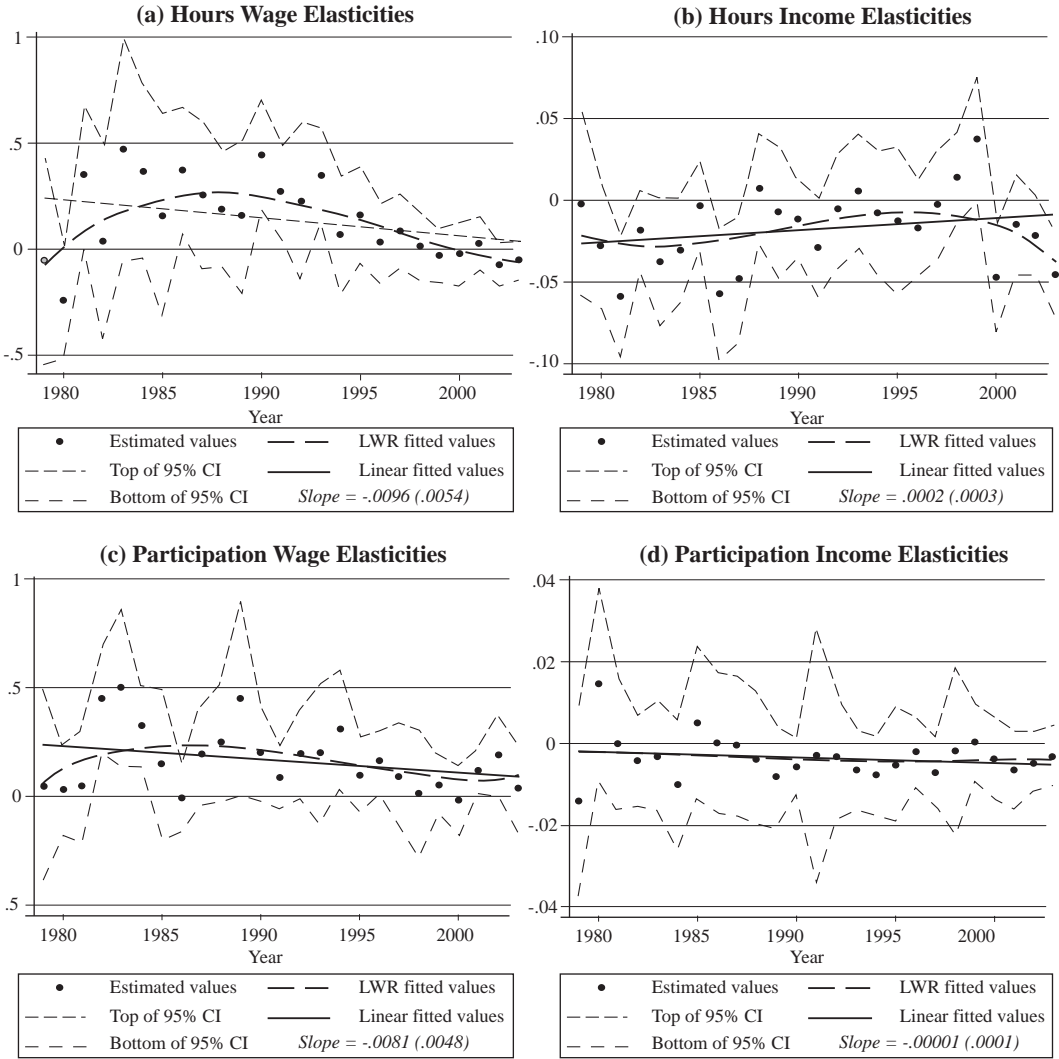 (a) Hours Wage Elasticities
1
.5
0
-.5
1980 1985 1990 1995 2000
Year
Estimated values LWR fitted values
Top of 95% CI Linear fitted values
Bottom of 95% CI Slope = -.0096 (.0054)
(b) Hours Income Elasticities
.10
.05
0
-.05
-.10
1980 1985 1990 1995 2000
Year
Estimated values LWR fitted values
Top of 95% CI Linear fitted values
Bottom of 95% CI Slope = .0002 (.0003)
(c) Participation Wage Elasticities
1
.5
0
.5
1980 1985 1990 1995 2000
Year
Estimated values LWR fitted values
Top of 95% CI Linear fitted values
Bottom of 95% CI Slope = -.0081 (.0048)
(d) Participation Income Elasticities
.04
.02
0
-.02
-.04
1980 1985 1990 1995 2000
Year
Estimated values LWR fitted values
Top of 95% CI Linear fitted values
Bottom of 95% CI Slope = -.00001 (.0001)